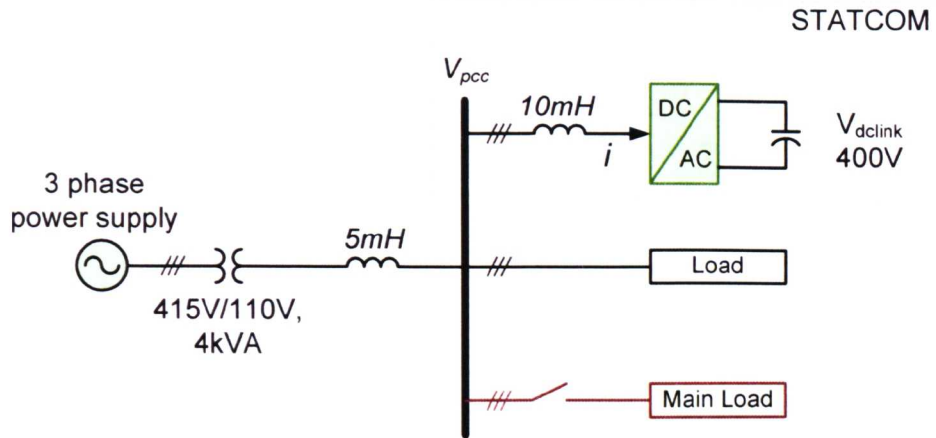 STATCOM
Vpcc
10mH
DC
AC
i
Vdclink
400V
3 phase
power supply
5mH
415V/110V,
4kVA
Load
Main Load